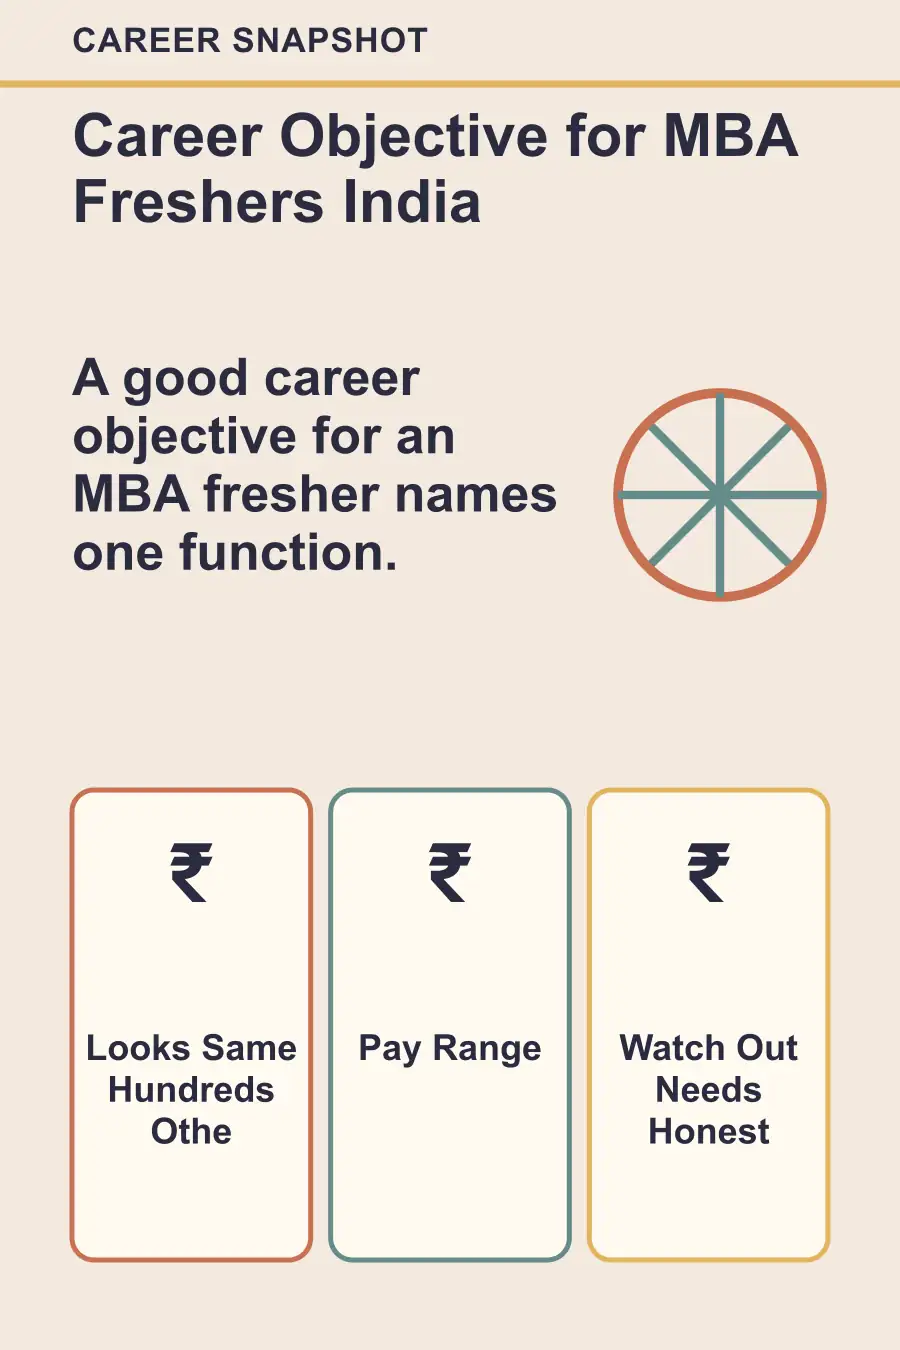 CAREER SNAPSHOT
Career Objective for MBA
Freshers India
A good career
objective for an
MBA fresher names
one function.
₹
Looks Same
Hundreds
Othe
₹
Pay Range
₹
Watch Out
Needs
Honest